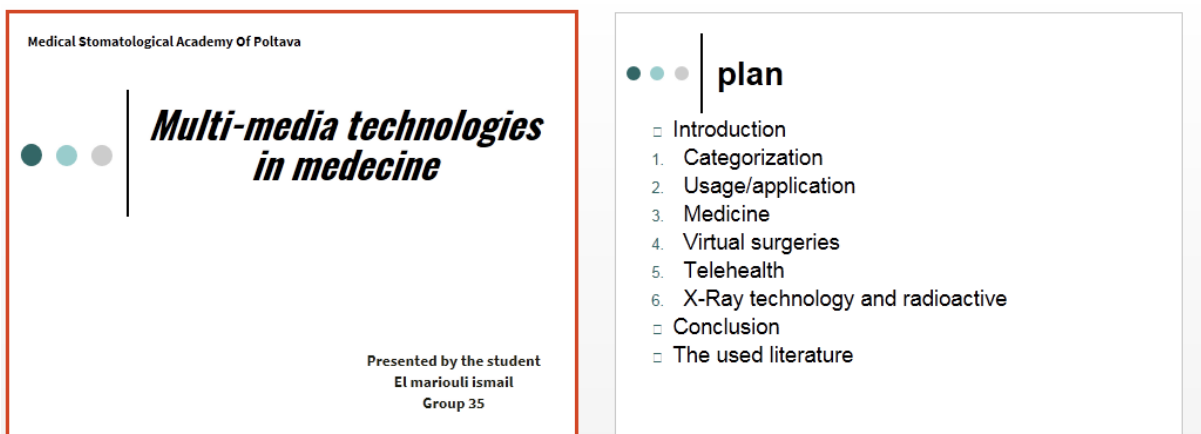 Medical Stomatological Academy Of Poltava
Multi-media technologies
in medecine
Presented by the student
El mariouli ismail
Group 35
plan
Introduction
1. Categorization
2. Usage/application
3. Medicine
4. Virtual surgeries
5. Telehealth
6. X-Ray technology and radioactive
Conclusion
The used literature